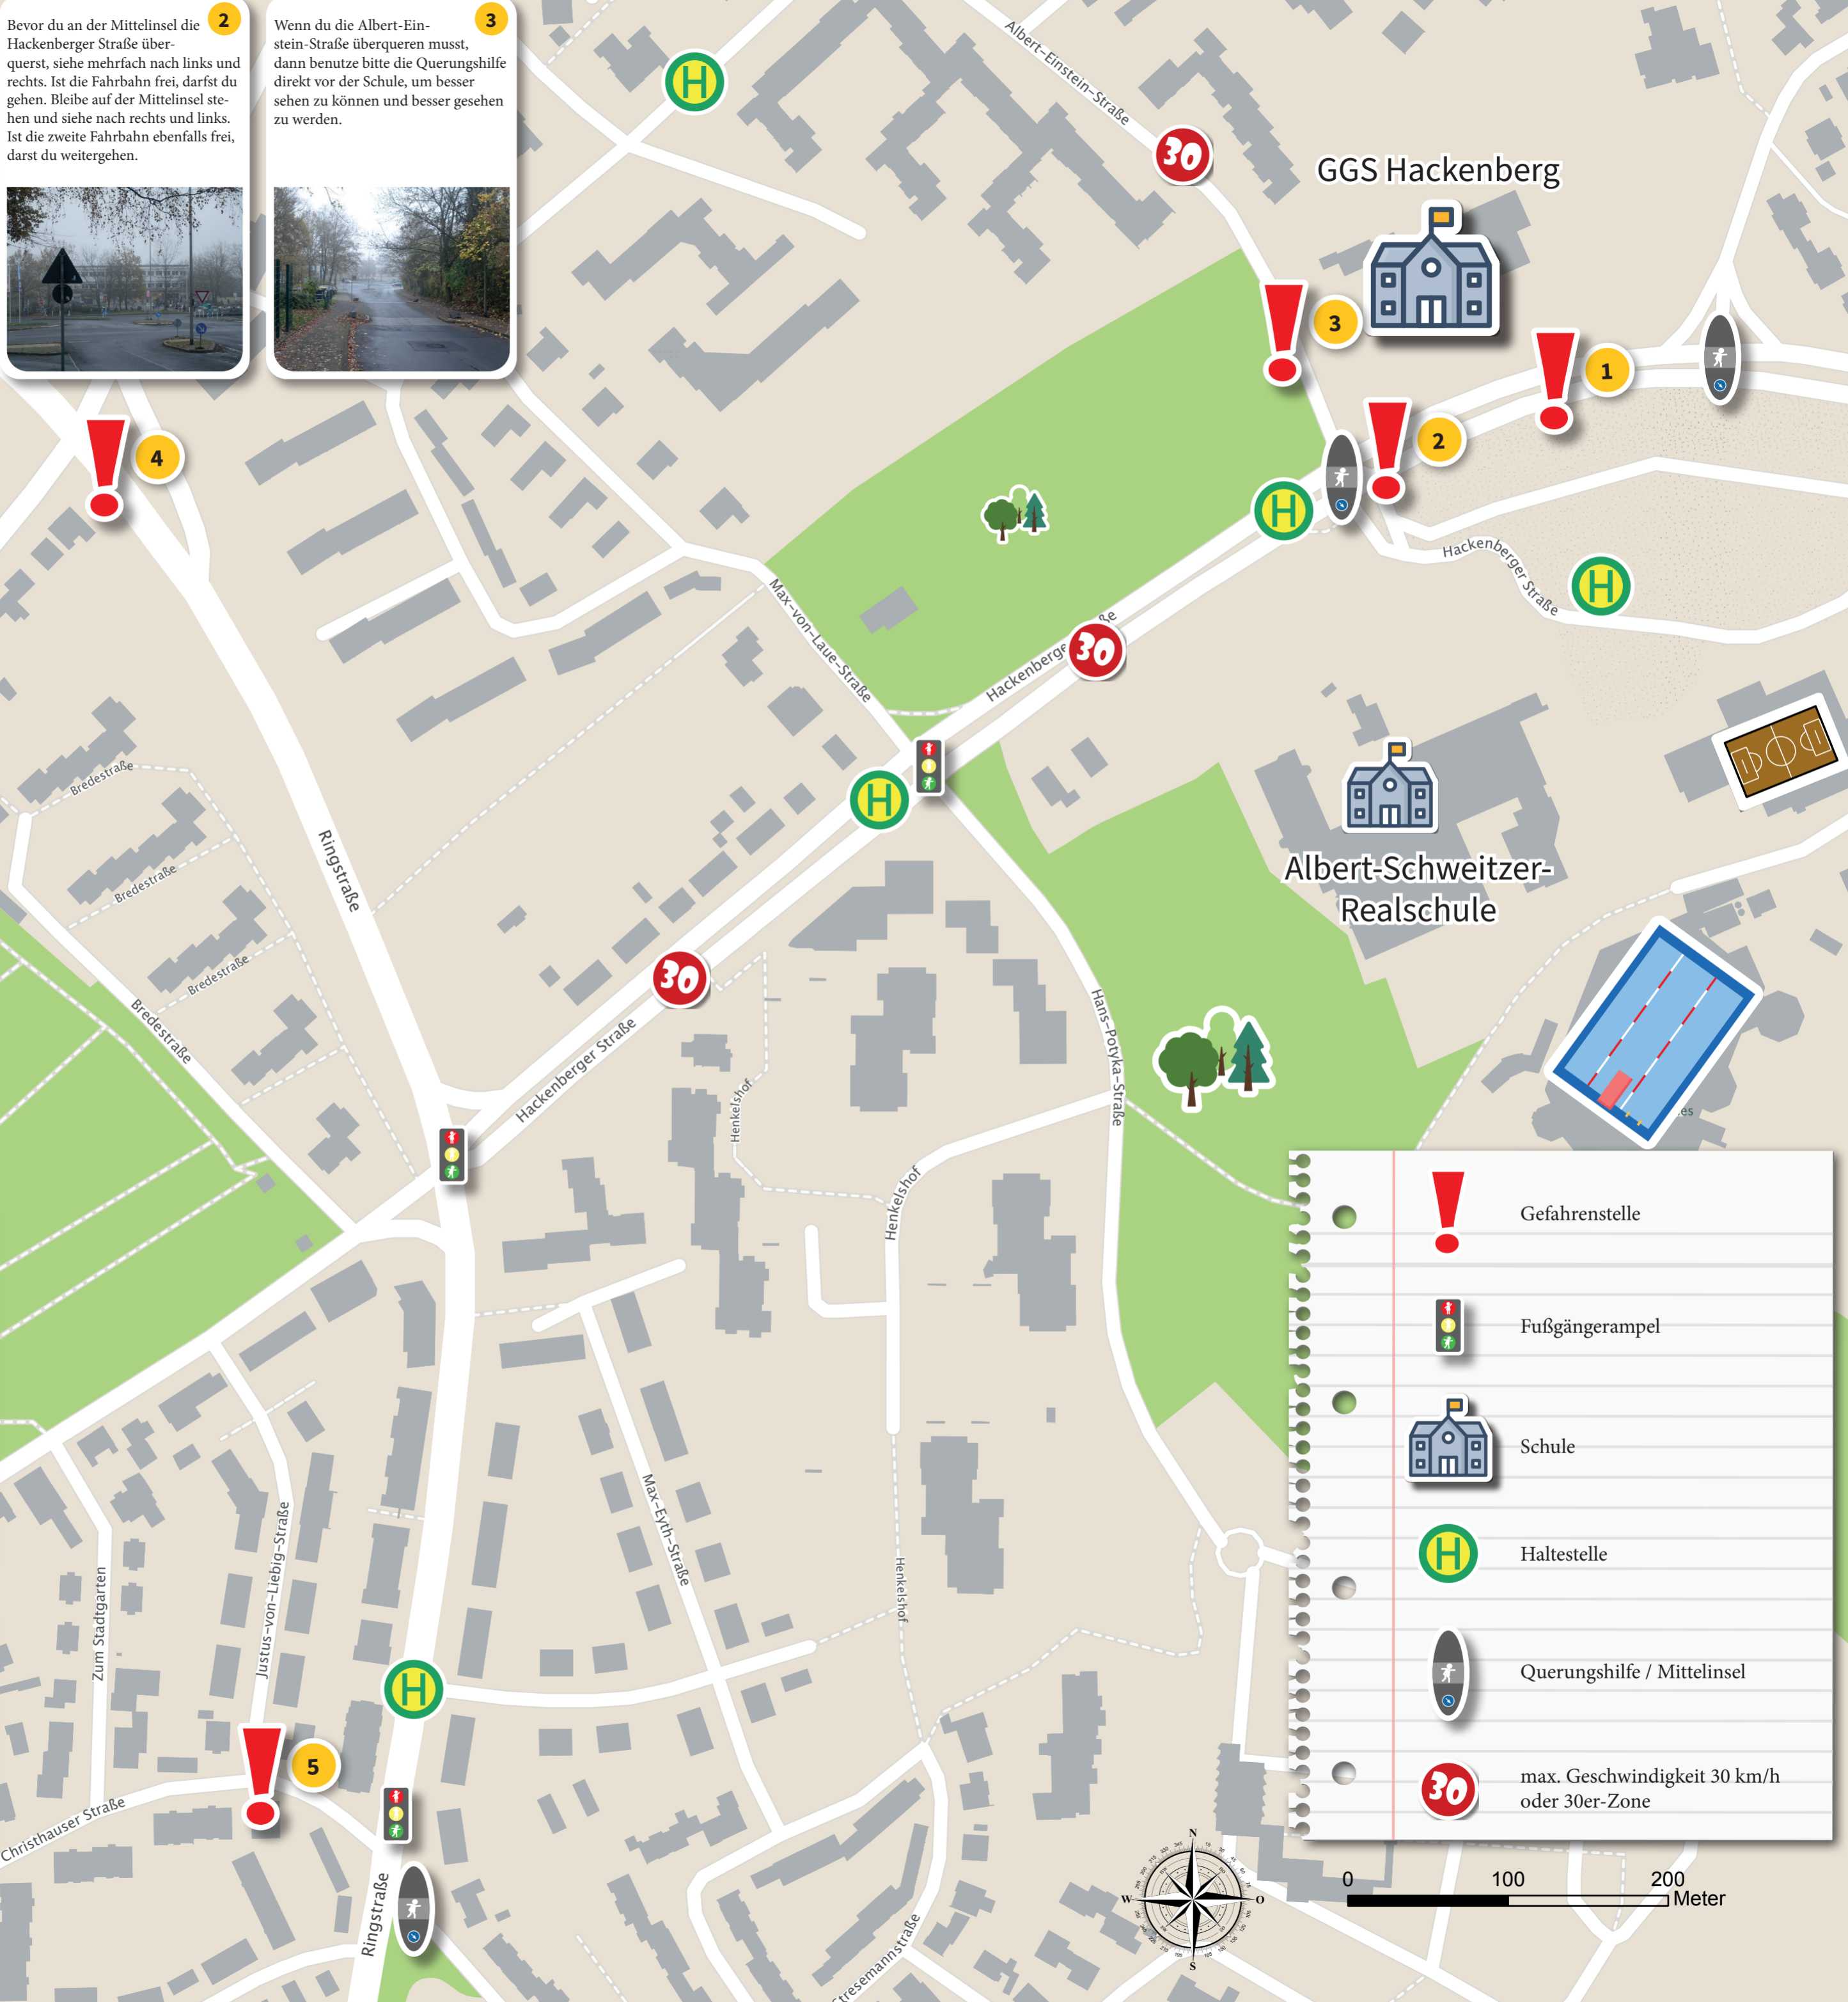 Bevor du an der Mittelinsel die
Hackenberger Straße über-
querst, siehe mehrfach nach links und
rechts. Ist die Fahrbahn frei, darfst du
gehen. Bleibe auf der Mittelinsel ste-
hen und siehe nach rechts und links.
Ist die zweite Fahrbahn ebenfalls frei,
darst du weitergehen.
2
Wenn du die Albert-Ein-
stein-Straße überqueren musst,
dann benutze bitte die Querungshilfe
direkt vor der Schule, um besser
sehen zu können und besser gesehen
zu werden.
3
H
Albert-Einstein-Straße
30
GGS Hackenberg
3
1
2
4
H
Hackenberger Straße
H
Max-von-Laue-Straße
Hackenberge
ße
30
H
Bredestraße
Ringstraße
Bredestraße
Albert-Schweitzer-
Realschule
Bredestraße
30
Bredestraße
Hackenberger Straße
Hans-Potyka-Straße
Henkelshof
es
Henkelshof
Max-Eyth-Straße
Justus-von-Liebig-Straße
Zum Stadtgarten
Henkelshof
H
5
Christhauser Straße
Ringstraße
Stresemannstraße
Gefahrenstelle
Fußgängerampel
Schule
H
Haltestelle
Querungshilfe / Mittelinsel
30
max. Geschwindigkeit 30 km/h
oder 30er-Zone
N
W
O
S
0 100 200
Meter